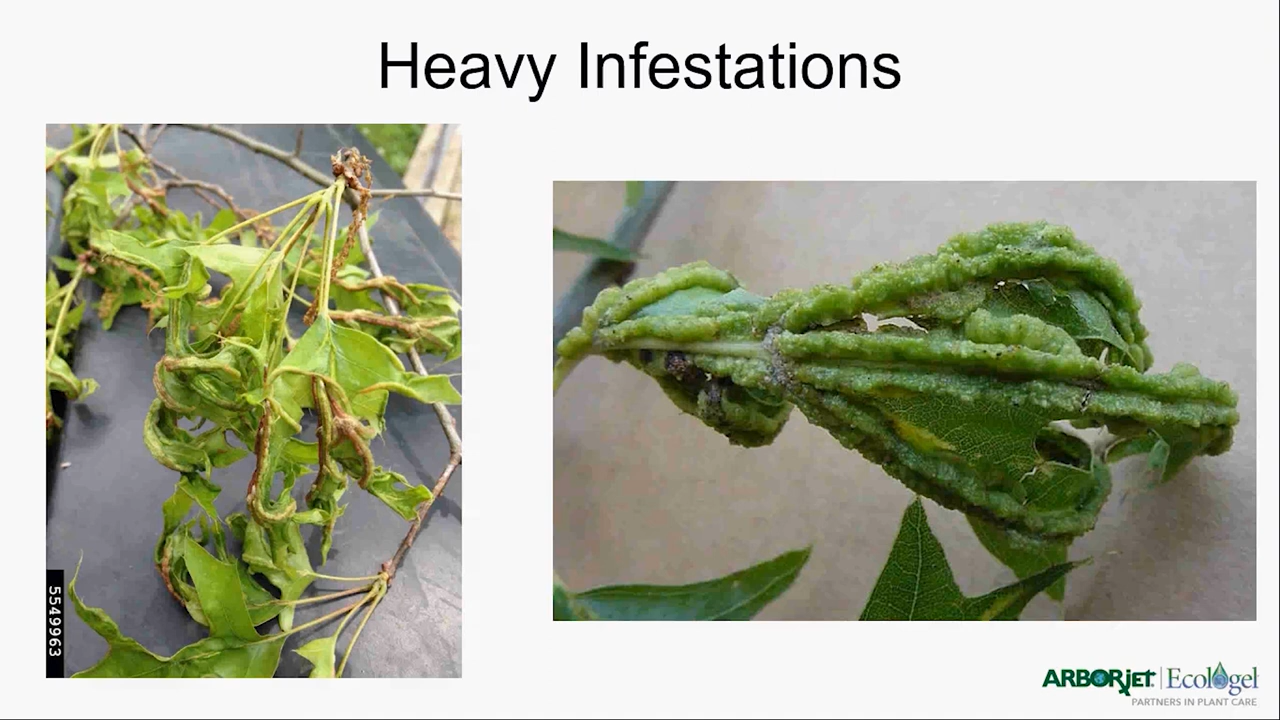 Heavy Infestations
5549963
ARBORjet | Ecologel
PARTNERS IN PLANT CARE